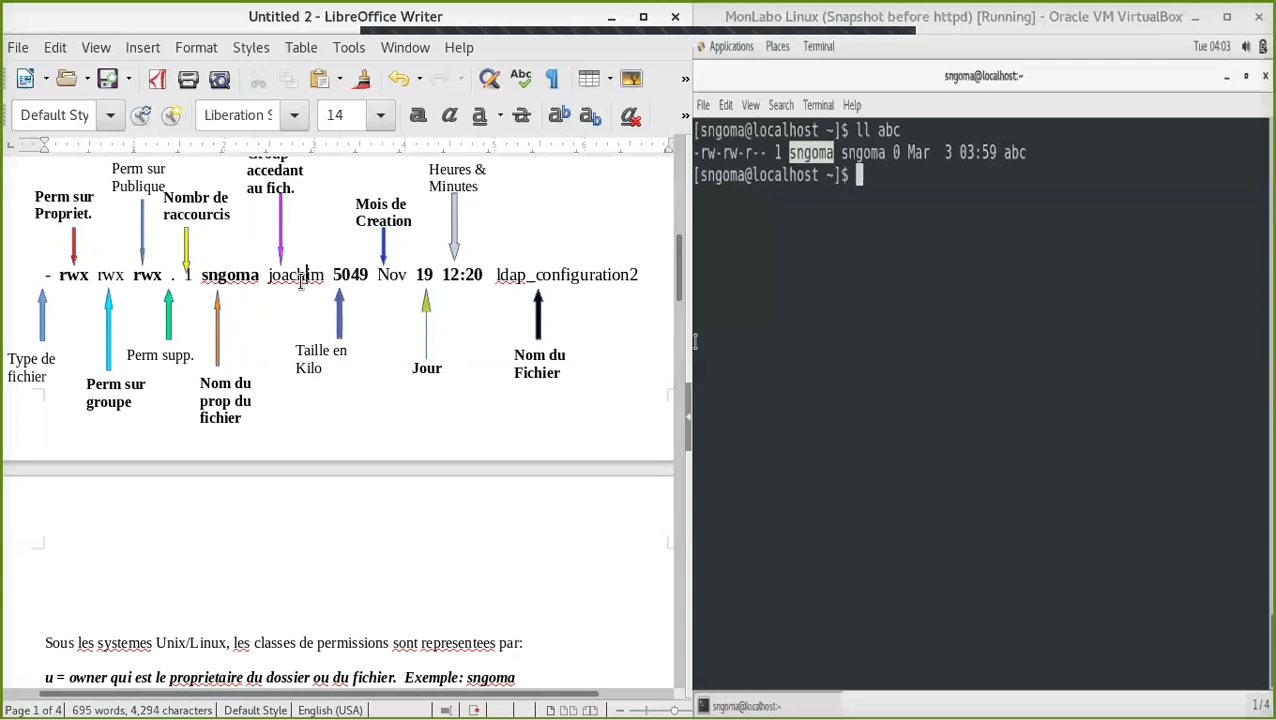 Untitled 2 - LibreOffice Writer
File Edit View Insert Format Styles Table Tools Window Help
Default Sty
Liberation S
14
Group
accedant
au fich.
Perm sur
Publique
Heures &
Minutes
Perm sur
Propriet.
Nombr de
raccourcis
Mois de
Creation
- rwx rwx rwx . 1 sngoma joachim 5049 Nov 19 12:20 ldap_configuration2
Type de
fichier
Perm sur
groupe
Perm supp.
Nom du
prop du
fichier
Taille en
Kilo
Jour
Nom du
Fichier
Sous les systemes Unix/Linux, les classes de permissions sont representees par:
u = owner qui est le proprietaire du dossier ou du fichier. Exemple: sngoma
Page 1 of 4 695 words, 4,294 characters Default Style English (USA)
MonLabo Linux (Snapshot before httpd) [Running] - Oracle VM VirtualBox
Applications Places Terminal Tue 04:03
sngoma@localhost:~
File Edit View Search Terminal Help
[sngoma@localhost ~]$ ll abc
-rw-rw-r-- 1 sngoma sngoma 0 Mar 3 03:59 abc
[sngoma@localhost ~]$
sngoma@localhost:~ 1/4